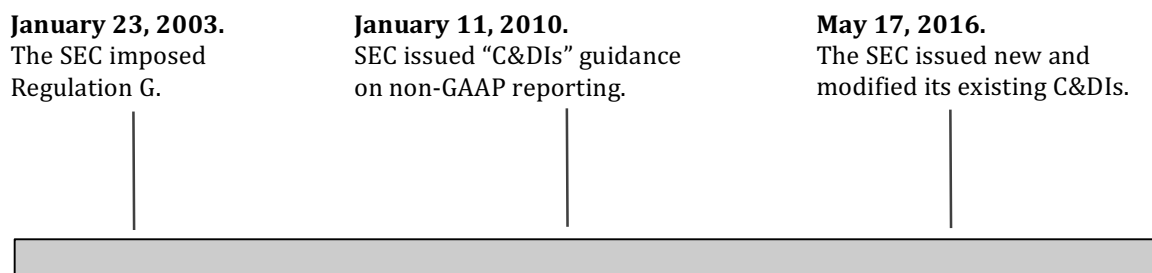 January 23, 2003.
The SEC imposed
Regulation G.
January 11, 2010.
SEC issued “C&DIs” guidance
on non-GAAP reporting.
May 17, 2016.
The SEC issued new and
modified its existing C&DIs.